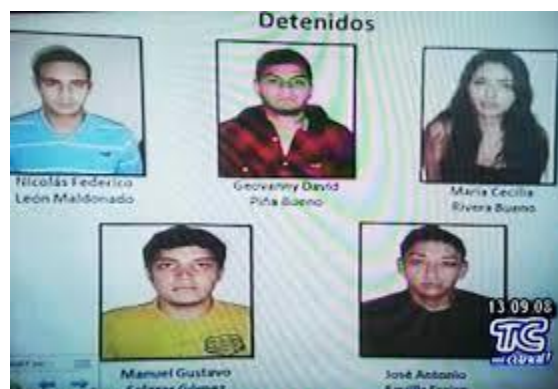 Detenidos
Nicolás Federico
León Maldonado
Geovanny David
Piña Bueno
María Cecilia
Rivera Bueno
Manuel Gustavo
José Antonio
13:09:08
TC